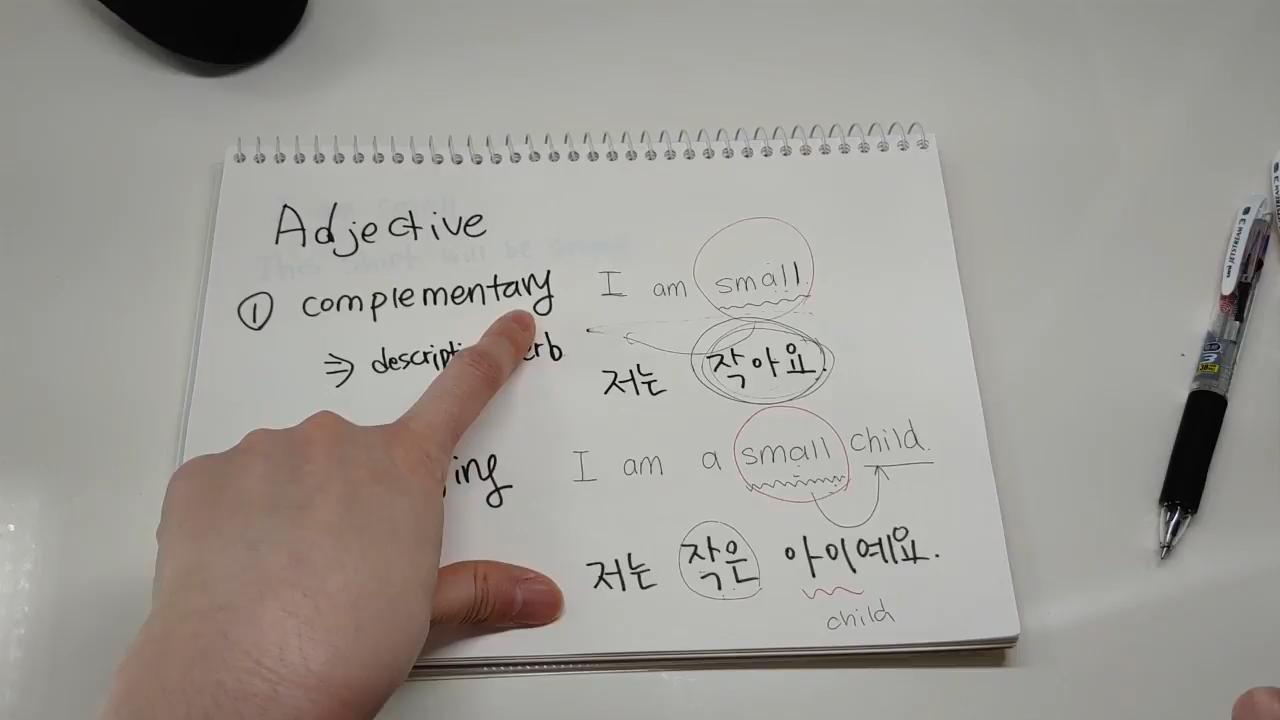 Adjective
① complementary I am small.
⇒
저는 작아요.
I am a small child.
저는 작은 아이예요.
child
JETSTREAM